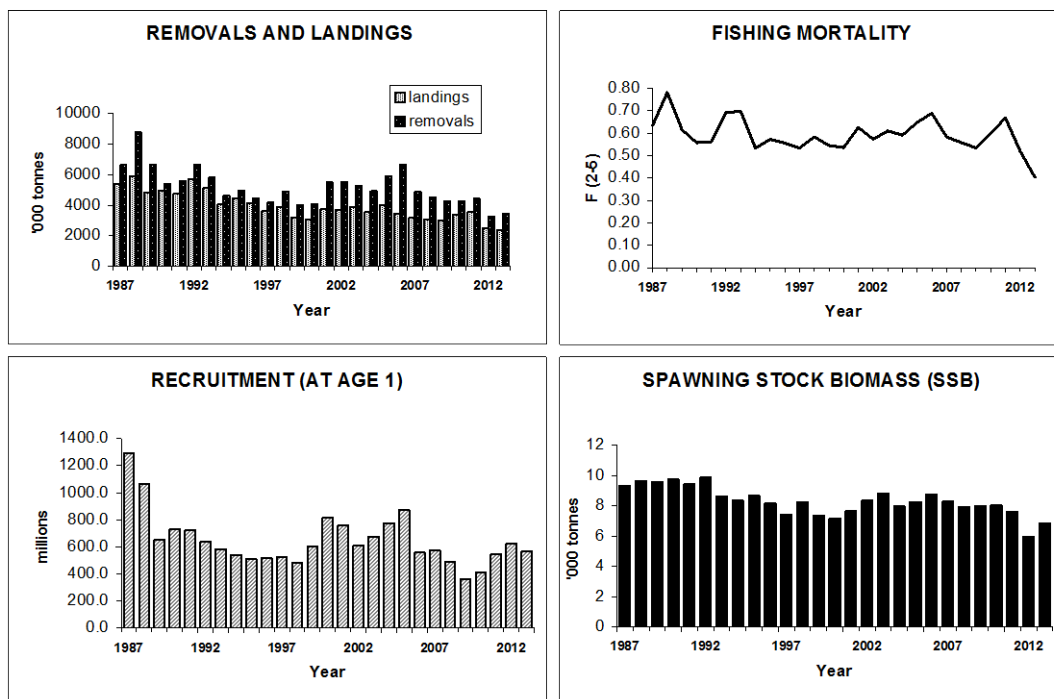 REMOVALS AND LANDINGS
landings
removals
10000
8000
6000
4000
2000
0
'000 tonnes
1987 1992 1997 2002 2007 2012
Year
FISHING MORTALITY
0.80
0.70
0.60
0.50
0.40
0.30
0.20
0.10
0.00
F (2-5)
1987 1992 1997 2002 2007 2012
Year
RECRUITMENT (AT AGE 1)
1400.0
1200.0
1000.0
800.0
600.0
400.0
200.0
0.0
millions
1987 1992 1997 2002 2007 2012
Year
SPAWNING STOCK BIOMASS (SSB)
12
10
8
6
4
2
0
'000 tonnes
1987 1992 1997 2002 2007 2012
Year